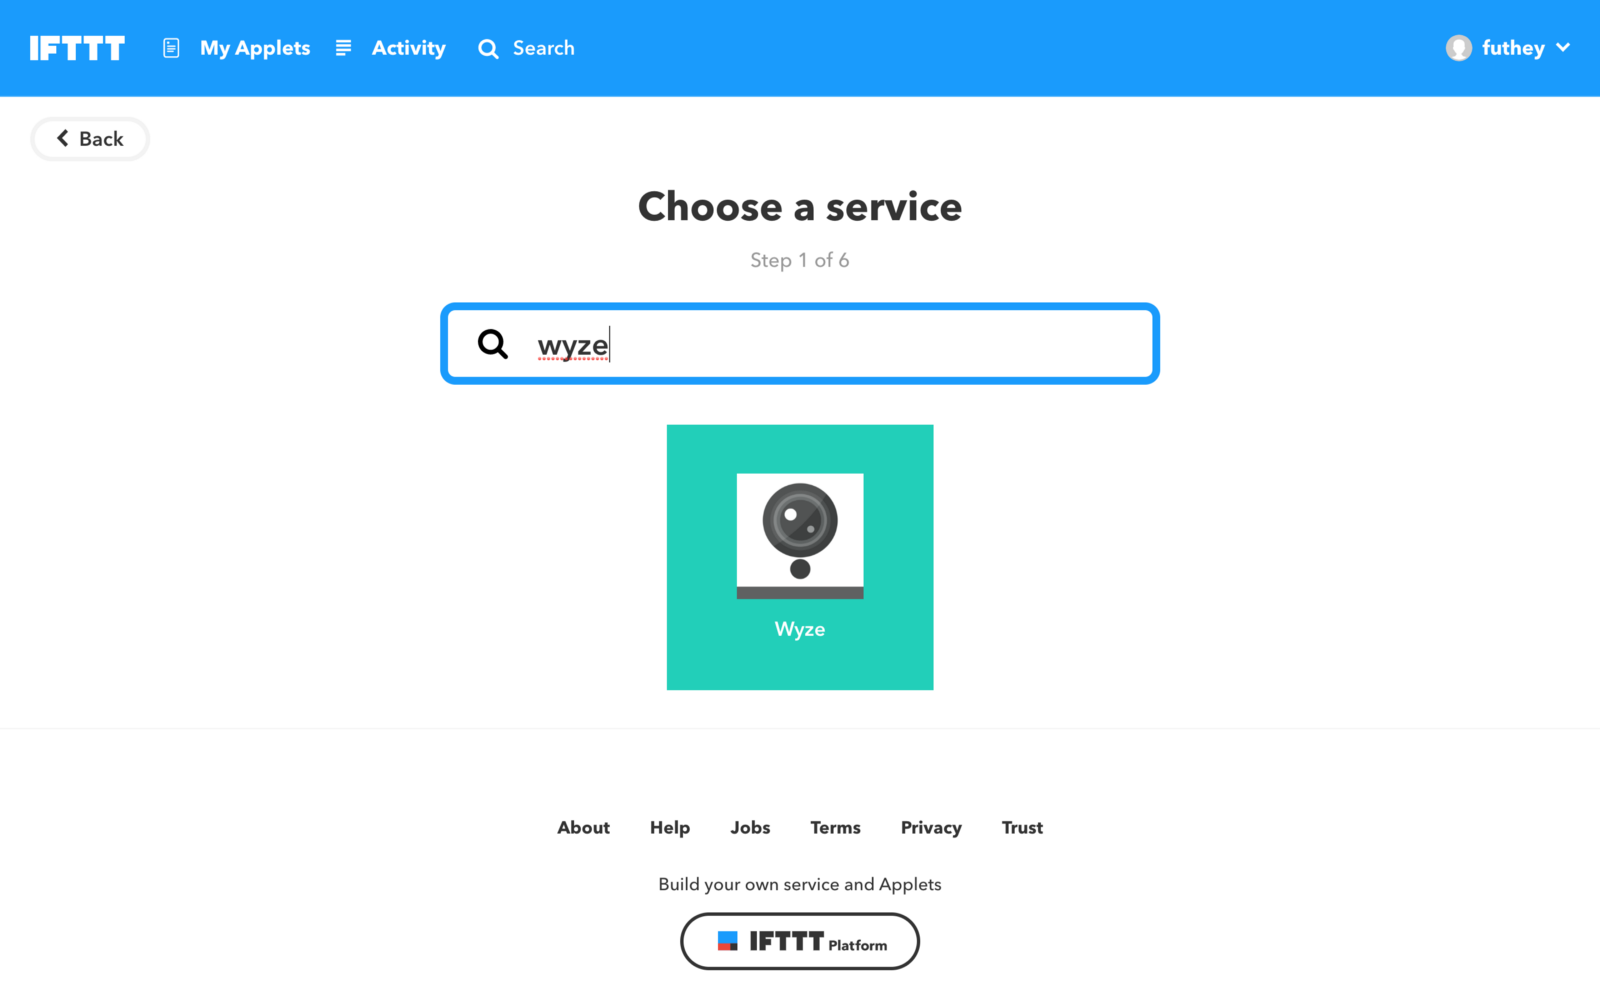 IFTTT My Applets Activity Search futhey
Back
Choose a service
Step 1 of 6
wyze
Wyze
About Help Jobs Terms Privacy Trust
Build your own service and Applets
IFTTT Platform